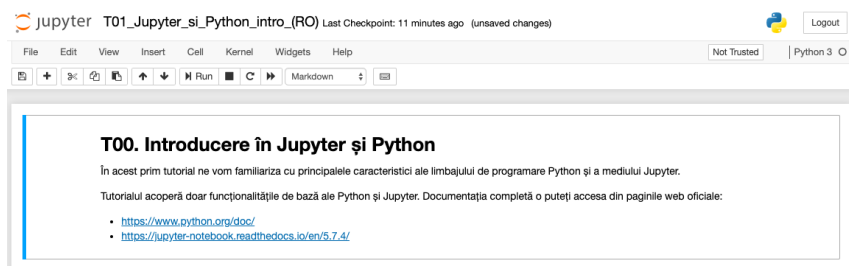 jupyter T01_Jupyter_si_Python_intro_(RO) Last Checkpoint: 11 minutes ago (unsaved changes) Logout
File Edit View Insert Cell Kernel Widgets Help Not Trusted Python 3
Run Markdown
T00. Introducere în Jupyter și Python
În acest prim tutorial ne vom familiariza cu principalele caracteristici ale limbajului de programare Python și a mediului Jupyter.
Tutorialul acoperă doar funcționalitățile de bază ale Python și Jupyter. Documentația completă o puteți accesa din paginile web oficiale:
• https://www.python.org/doc/
• https://jupyter-notebook.readthedocs.io/en/5.7.4/